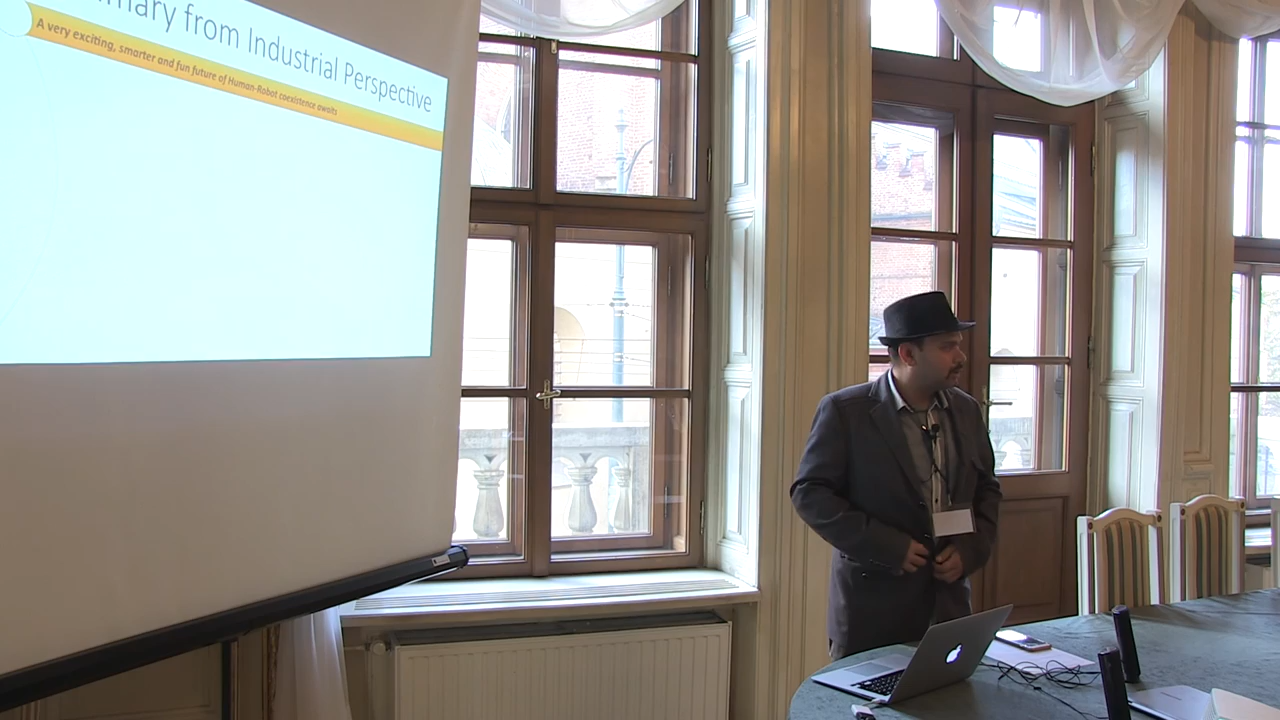 mary from Industrial Perspective
A very exciting, smarter and fun future of Human-Robot coexistence awaits